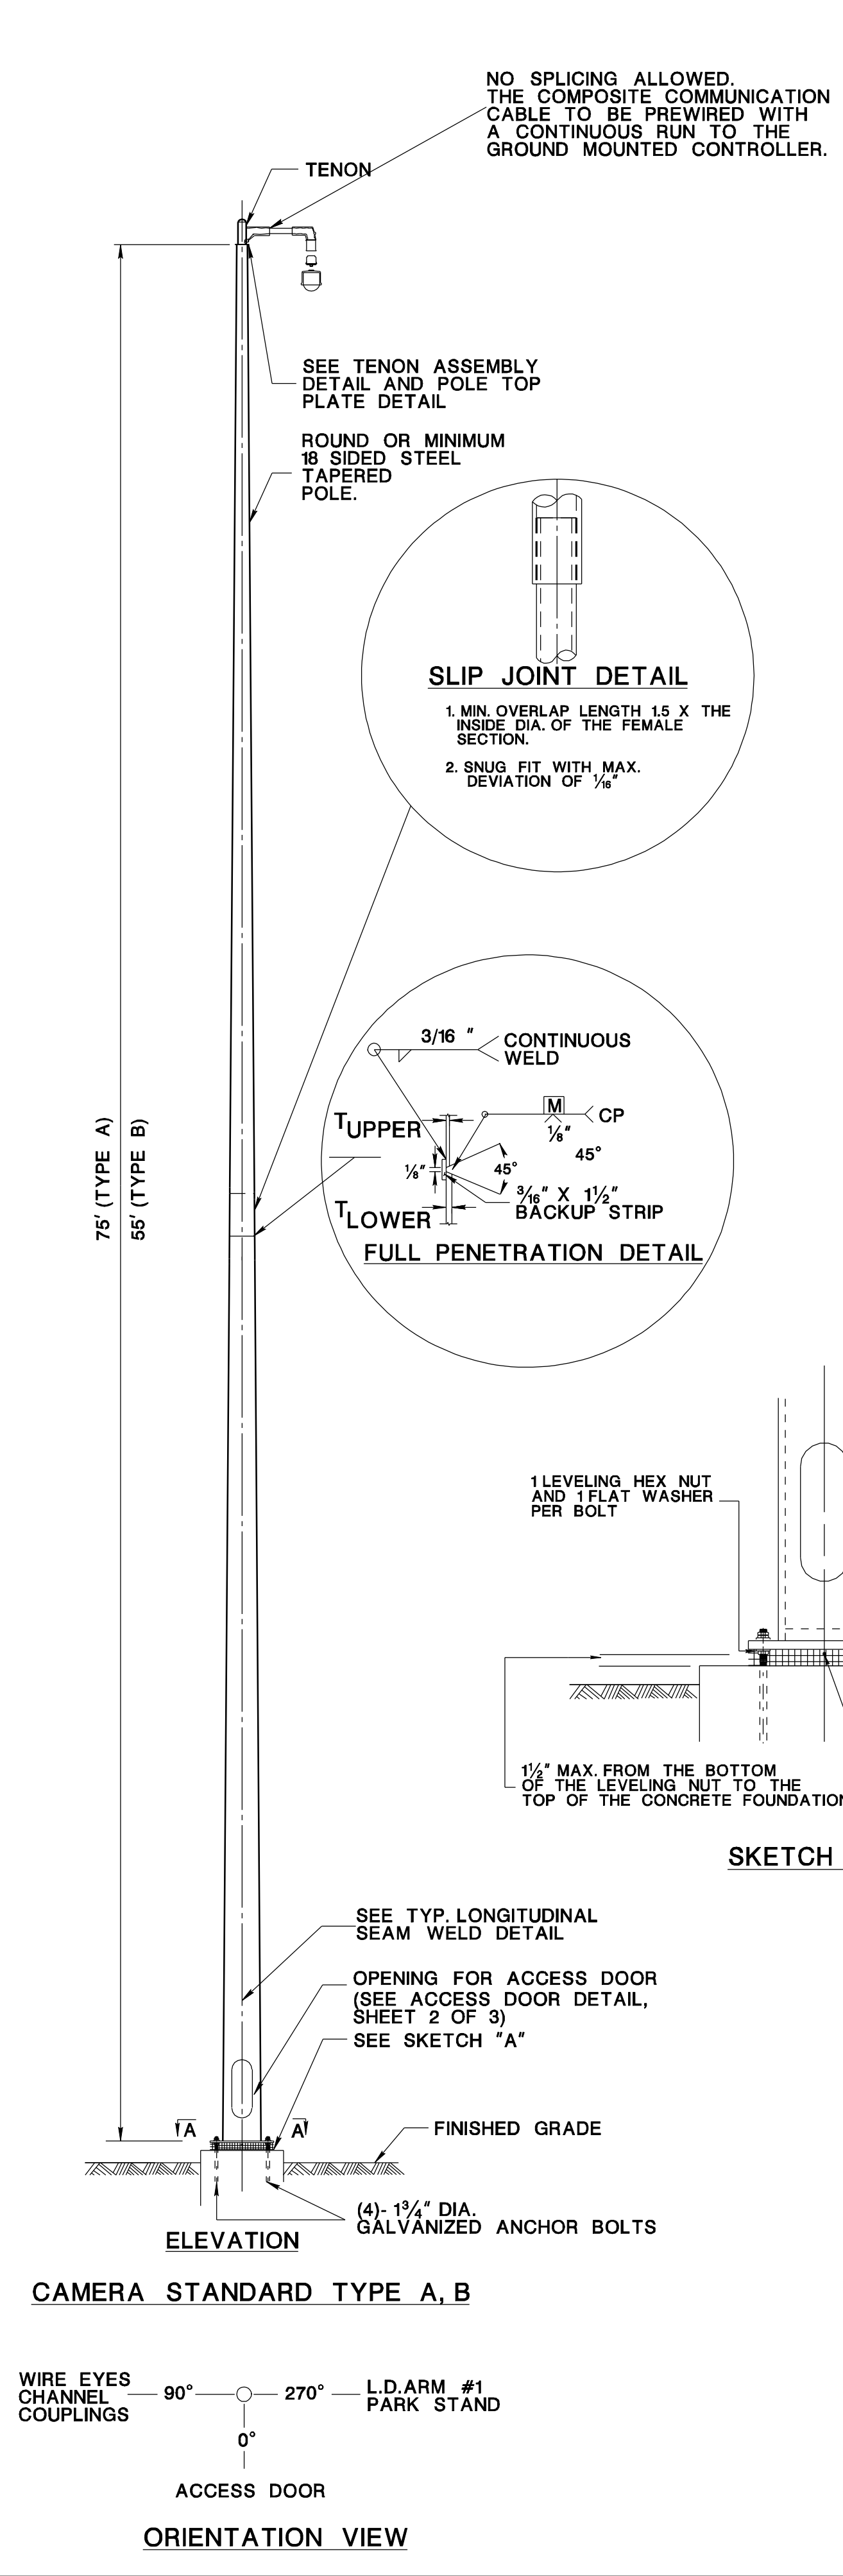 NO SPLICING ALLOWED.
THE COMPOSITE COMMUNICATION
CABLE TO BE PREWIRED WITH
A CONTINUOUS RUN TO THE
GROUND MOUNTED CONTROLLER.
TENON
SEE TENON ASSEMBLY
DETAIL AND POLE TOP
PLATE DETAIL
ROUND OR MINIMUM
18 SIDED STEEL
TAPERED
POLE.
SLIP JOINT DETAIL
1. MIN. OVERLAP LENGTH 1.5 X THE
INSIDE DIA. OF THE FEMALE
SECTION.
2. SNUG FIT WITH MAX.
DEVIATION OF 1/16"
3/16 "
CONTINUOUS
WELD
T UPPER
M
CP
1/8"
45°
1/8"
45°
3/16" X 1 1/2"
BACKUP STRIP
T LOWER
FULL PENETRATION DETAIL
75' (TYPE A)
55' (TYPE B)
1 LEVELING HEX NUT
AND 1 FLAT WASHER
PER BOLT
1 1/2" MAX. FROM THE BOTTOM
OF THE LEVELING NUT TO THE
TOP OF THE CONCRETE FOUNDATION
SKETCH
SEE TYP. LONGITUDINAL
SEAM WELD DETAIL
OPENING FOR ACCESS DOOR
(SEE ACCESS DOOR DETAIL,
SHEET 2 OF 3)
SEE SKETCH "A"
A
A
FINISHED GRADE
(4)- 1 3/4" DIA.
GALVANIZED ANCHOR BOLTS
ELEVATION
CAMERA STANDARD TYPE A, B
WIRE EYES
CHANNEL
COUPLINGS
90°
270°
L.D.ARM #1
PARK STAND
0°
ACCESS DOOR
ORIENTATION VIEW